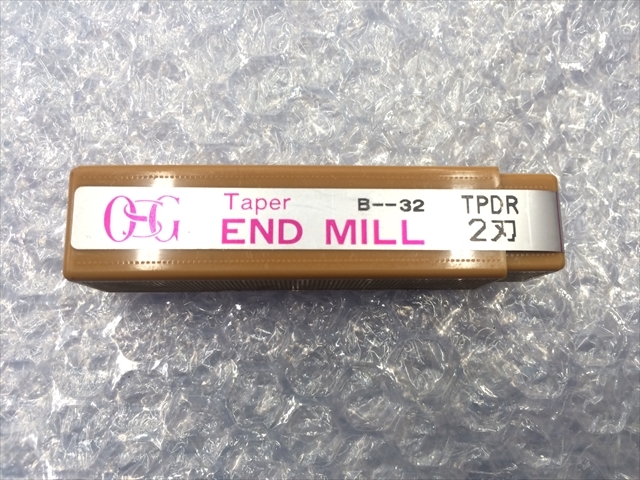 OSG Taper B--32 TPDR
END MILL 2刃